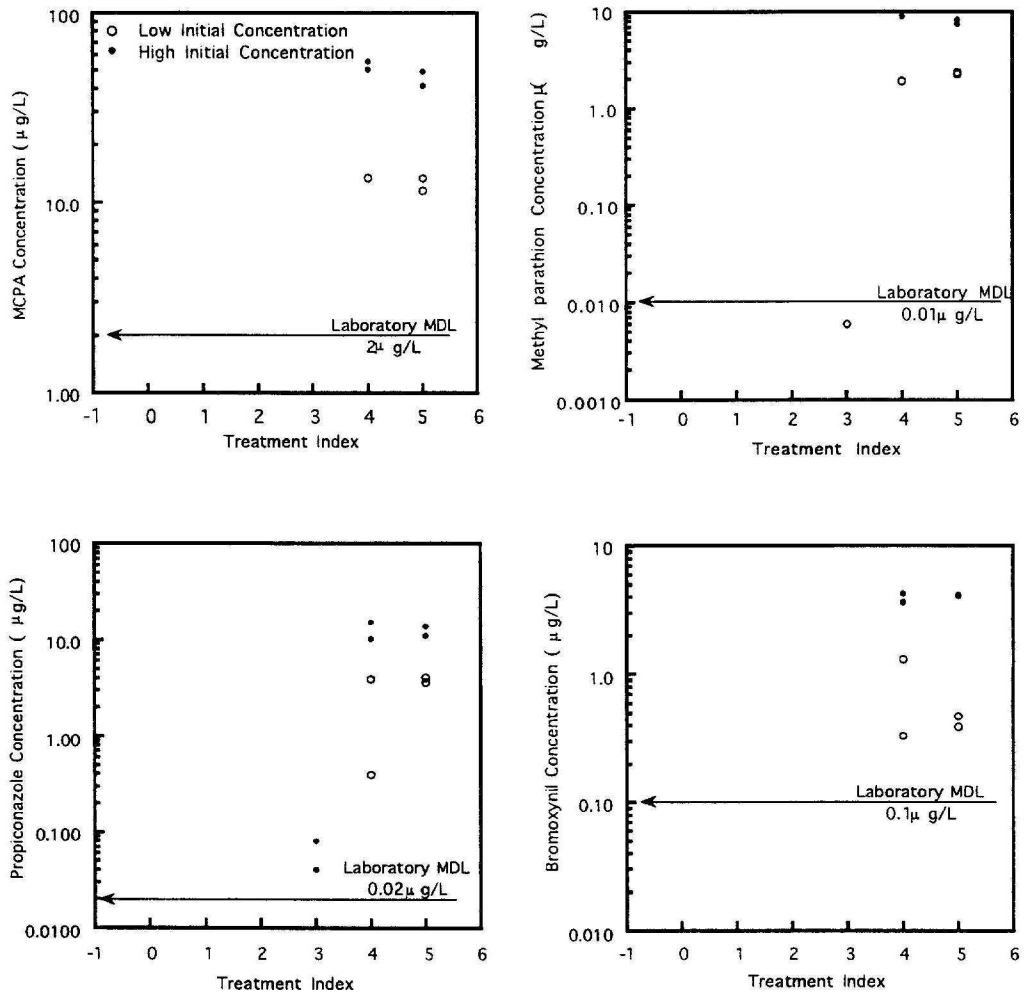 100
○ Low Initial Concentration
• High Initial Concentration
MCPA Concentration ( μ g/L)
10.0
Laboratory MDL
2μ g/L
1.00
-1 0 1 2 3 4 5 6
Treatment Index
10
Methyl parathion Concentration μ( g/L)
1.0
0.10
Laboratory MDL
0.010
0.01μ g/L
0.0010
-1 0 1 2 3 4 5 6
Treatment Index
100
Propiconazole Concentration ( μg/L)
10.0
1.00
0.100
Laboratory MDL
0.02μ g/L
0.0100
-1 0 1 2 3 4 5 6
Treatment Index
10
Bromoxynil Concentration ( μ g/L)
1.0
Laboratory MDL
0.10
0.1μ g/L
0.010
-1 0 1 2 3 4 5 6
Treatment Index